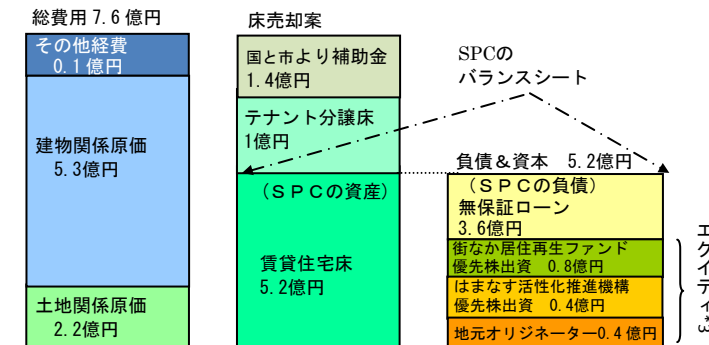 総費用 7.6 億円
その他経費
0.1 億円
建物関係原価
5.3億円
土地関係原価
2.2億円
床売却案
国と市より補助金
1.4億円
テナント分譲床
1億円
(SPCの資産)
賃貸住宅床
5.2億円
SPCの
バランスシート
負債＆資本 5.2億円
(SPCの負債)
無保証ローン
3.6億円
街なか居住再生ファンド
優先株出資 0.8億円
はまなす活性化推進機構
優先株出資 0.4億円
地元オリジネーター0.4 億円
エクイティ*3